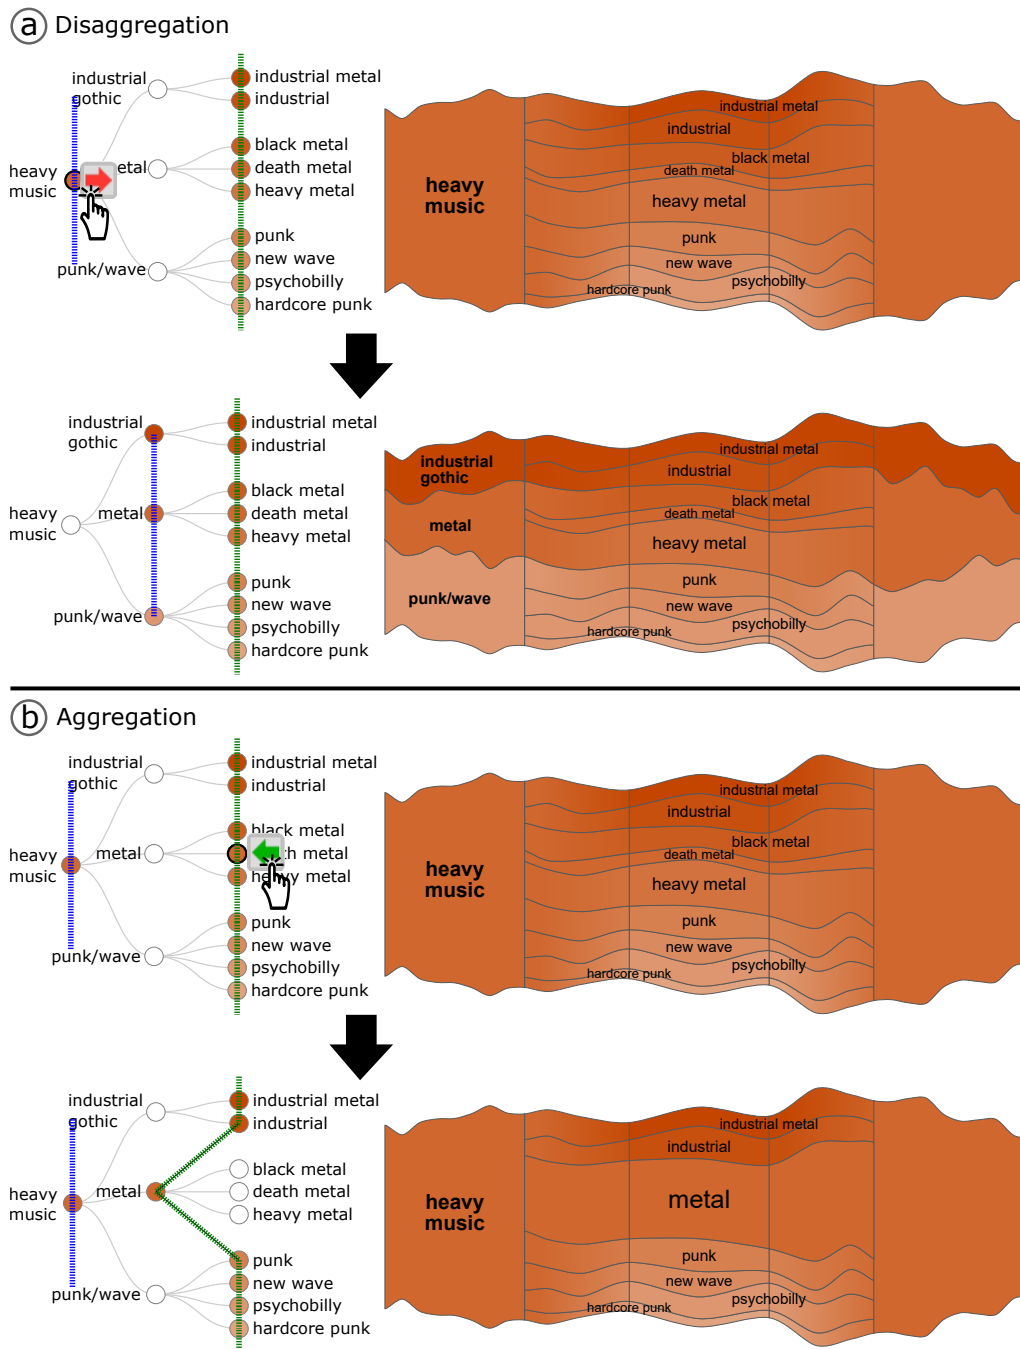 a Disaggregation
industrial
gothic
heavy
music
etal
punk/wave
industrial metal
industrial
black metal
death metal
heavy metal
punk
new wave
psychobilly
hardcore punk
heavy
music
industrial metal
industrial
black metal
death metal
heavy metal
punk
new wave
psychobilly
hardcore punk
industrial
gothic
heavy
music
metal
punk/wave
industrial metal
industrial
black metal
death metal
heavy metal
punk
new wave
psychobilly
hardcore punk
industrial
gothic
metal
punk/wave
industrial metal
industrial
black metal
death metal
heavy metal
punk
new wave
psychobilly
hardcore punk
b Aggregation
industrial
gothic
heavy
music
metal
punk/wave
industrial metal
industrial
black metal
th metal
heavy metal
punk
new wave
psychobilly
hardcore punk
heavy
music
industrial metal
industrial
black metal
death metal
heavy metal
punk
new wave
psychobilly
hardcore punk
industrial
gothic
heavy
music
metal
punk/wave
industrial metal
industrial
black metal
death metal
heavy metal
punk
new wave
psychobilly
hardcore punk
heavy
music
industrial metal
industrial
metal
punk
new wave
psychobilly
hardcore punk